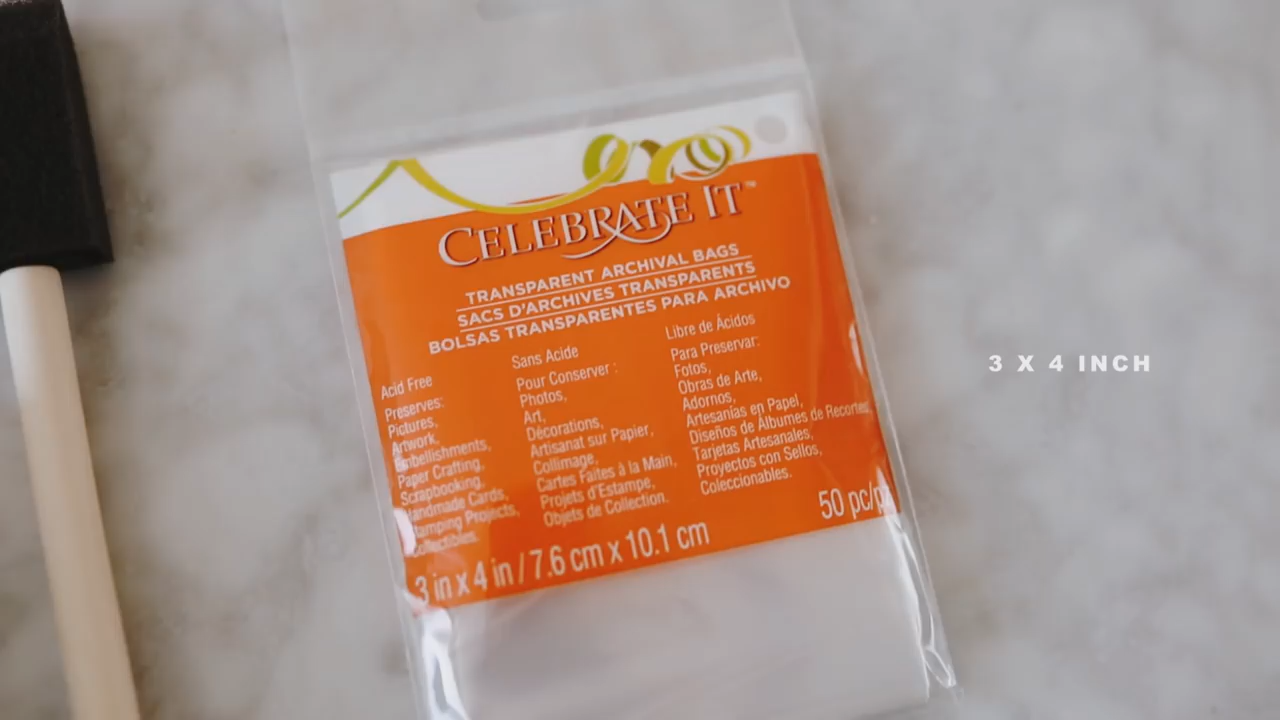 CELEBRATE IT™
TRANSPARENT ARCHIVAL BAGS
SACS D'ARCHIVES TRANSPARENTS
BOLSAS TRANSPARENTES PARA ARCHIVO
Acid Free
Preserves:
Pictures,
Artwork,
Embellishments,
Paper Crafting,
Scrapbooking,
Handmade Cards,
Stamping Projects,
Collectibles.
Sans Acide
Pour Conserver :
Photos,
Art,
Décorations,
Artisanat sur Papier,
Collimage,
Cartes Faites à la Main,
Projets d'Estampe,
Objets de Collection.
Libre de Ácidos
Para Preservar:
Fotos,
Obras de Arte,
Adornos,
Artesanías en Papel,
Diseños de Álbumes de Recortes,
Tarjetas Artesanales,
Proyectos con Sellos,
Coleccionables.
50 pc/pz
3 in x 4 in / 7.6 cm x 10.1 cm
3 X 4 INCH